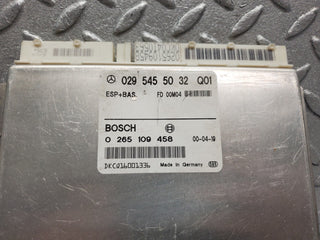 029 545 50 32 Q01
ESP+BAS FD 00M04
BOSCH
0 265 109 458 00-04-19
DKC016001336 Made in Germany